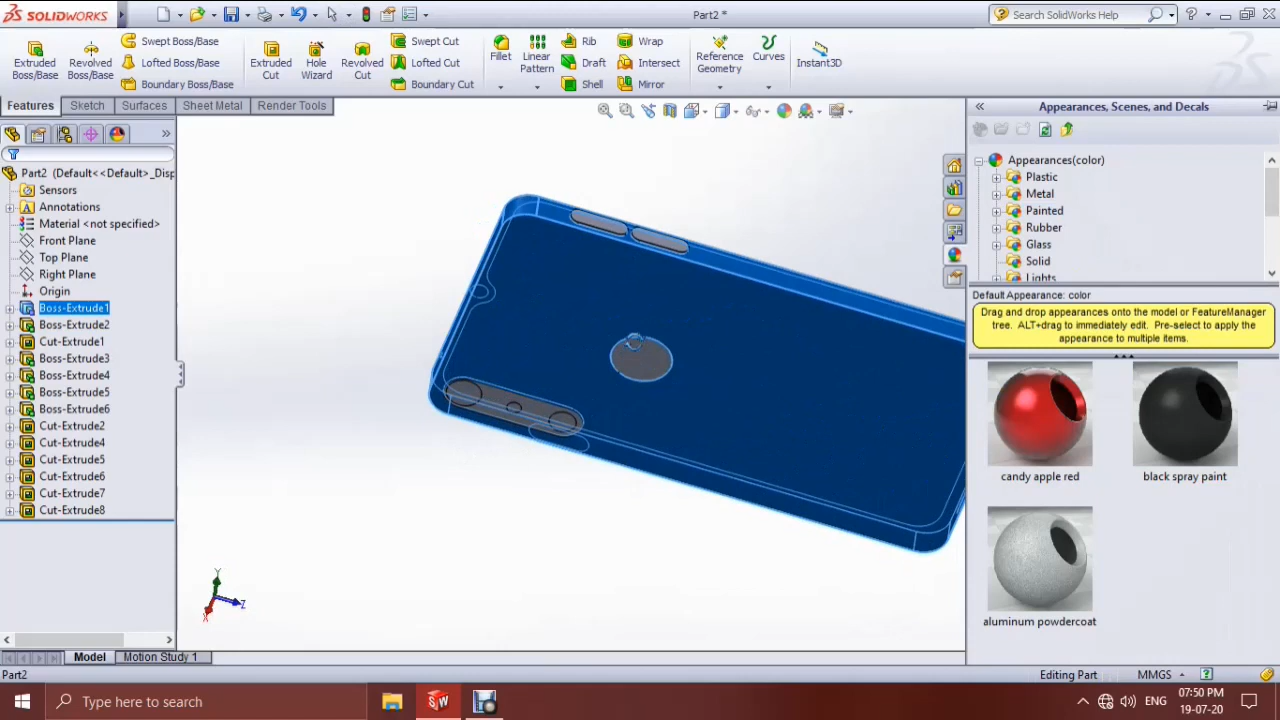 SOLIDWORKS
Part2 *
Search SolidWorks Help
Extruded Boss/Base
Revolved Boss/Base
Swept Boss/Base
Lofted Boss/Base
Boundary Boss/Base
Extruded Cut
Hole Wizard
Revolved Cut
Swept Cut
Lofted Cut
Boundary Cut
Fillet
Linear Pattern
Rib
Draft
Shell
Wrap
Intersect
Mirror
Reference Geometry
Curves
Instant3D
Features
Sketch
Surfaces
Sheet Metal
Render Tools
Part2 (Default<<Default>_Disp
Sensors
Annotations
Material <not specified>
Front Plane
Top Plane
Right Plane
Origin
Boss-Extrude1
Boss-Extrude2
Cut-Extrude1
Boss-Extrude3
Boss-Extrude4
Boss-Extrude5
Boss-Extrude6
Cut-Extrude2
Cut-Extrude4
Cut-Extrude5
Cut-Extrude6
Cut-Extrude7
Cut-Extrude8
Y
Z
X
Appearances, Scenes, and Decals
Appearances(color)
Plastic
Metal
Painted
Rubber
Glass
Solid
Lights
Default Appearance: color
Drag and drop appearances onto the model or FeatureManager
tree. ALT+drag to immediately edit. Pre-select to apply the
appearance to multiple items.
candy apple red
black spray paint
aluminum powdercoat
Model
Motion Study 1
Part2
Editing Part
MMGS
Type here to search
ENG
07:50 PM
19-07-20